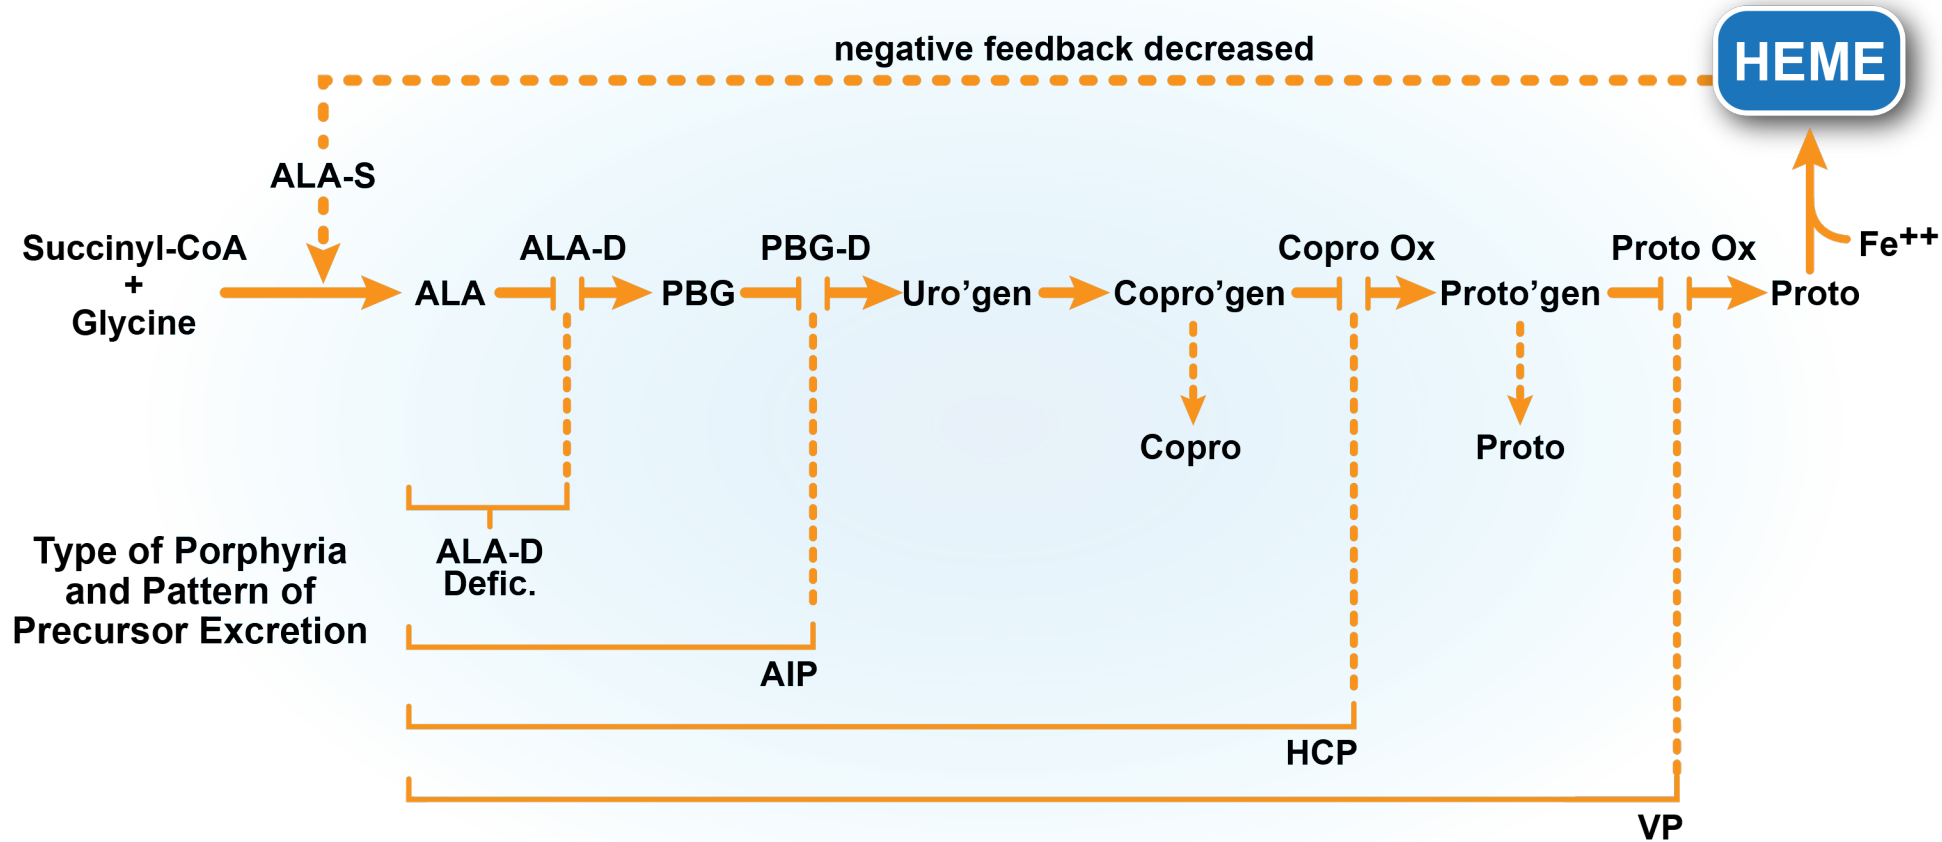 negative feedback decreased
HEME
ALA-S
Succinyl-CoA
+
Glycine
ALA-D
PBG-D
Copro Ox
Proto Ox
Fe++
ALA
PBG
Uro’gen
Copro’gen
Proto’gen
Proto
Copro
Proto
Type of Porphyria
and Pattern of
Precursor Excretion
ALA-D
Defic.
AIP
HCP
VP